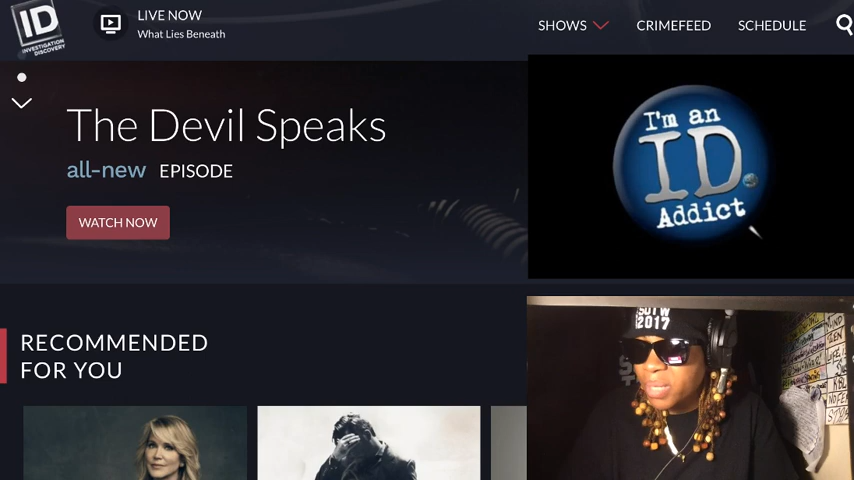 ID
INVESTIGATION
DISCOVERY
LIVE NOW
What Lies Beneath
SHOWS
CRIMEFEED
SCHEDULE
The Devil Speaks
all-new EPISODE
WATCH NOW
I'm an
ID
Addict
RECOMMENDED
FOR YOU
SOTW
2017